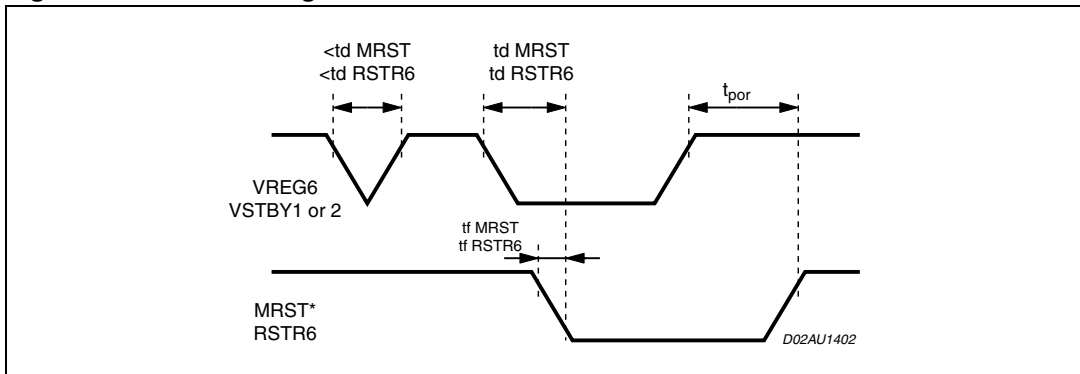 <td MRST
<td RSTR6
td MRST
td RSTR6
tpor
VREG6
VSTBY1 or 2
tf MRST
tf RSTR6
MRST*
RSTR6
D02AU1402